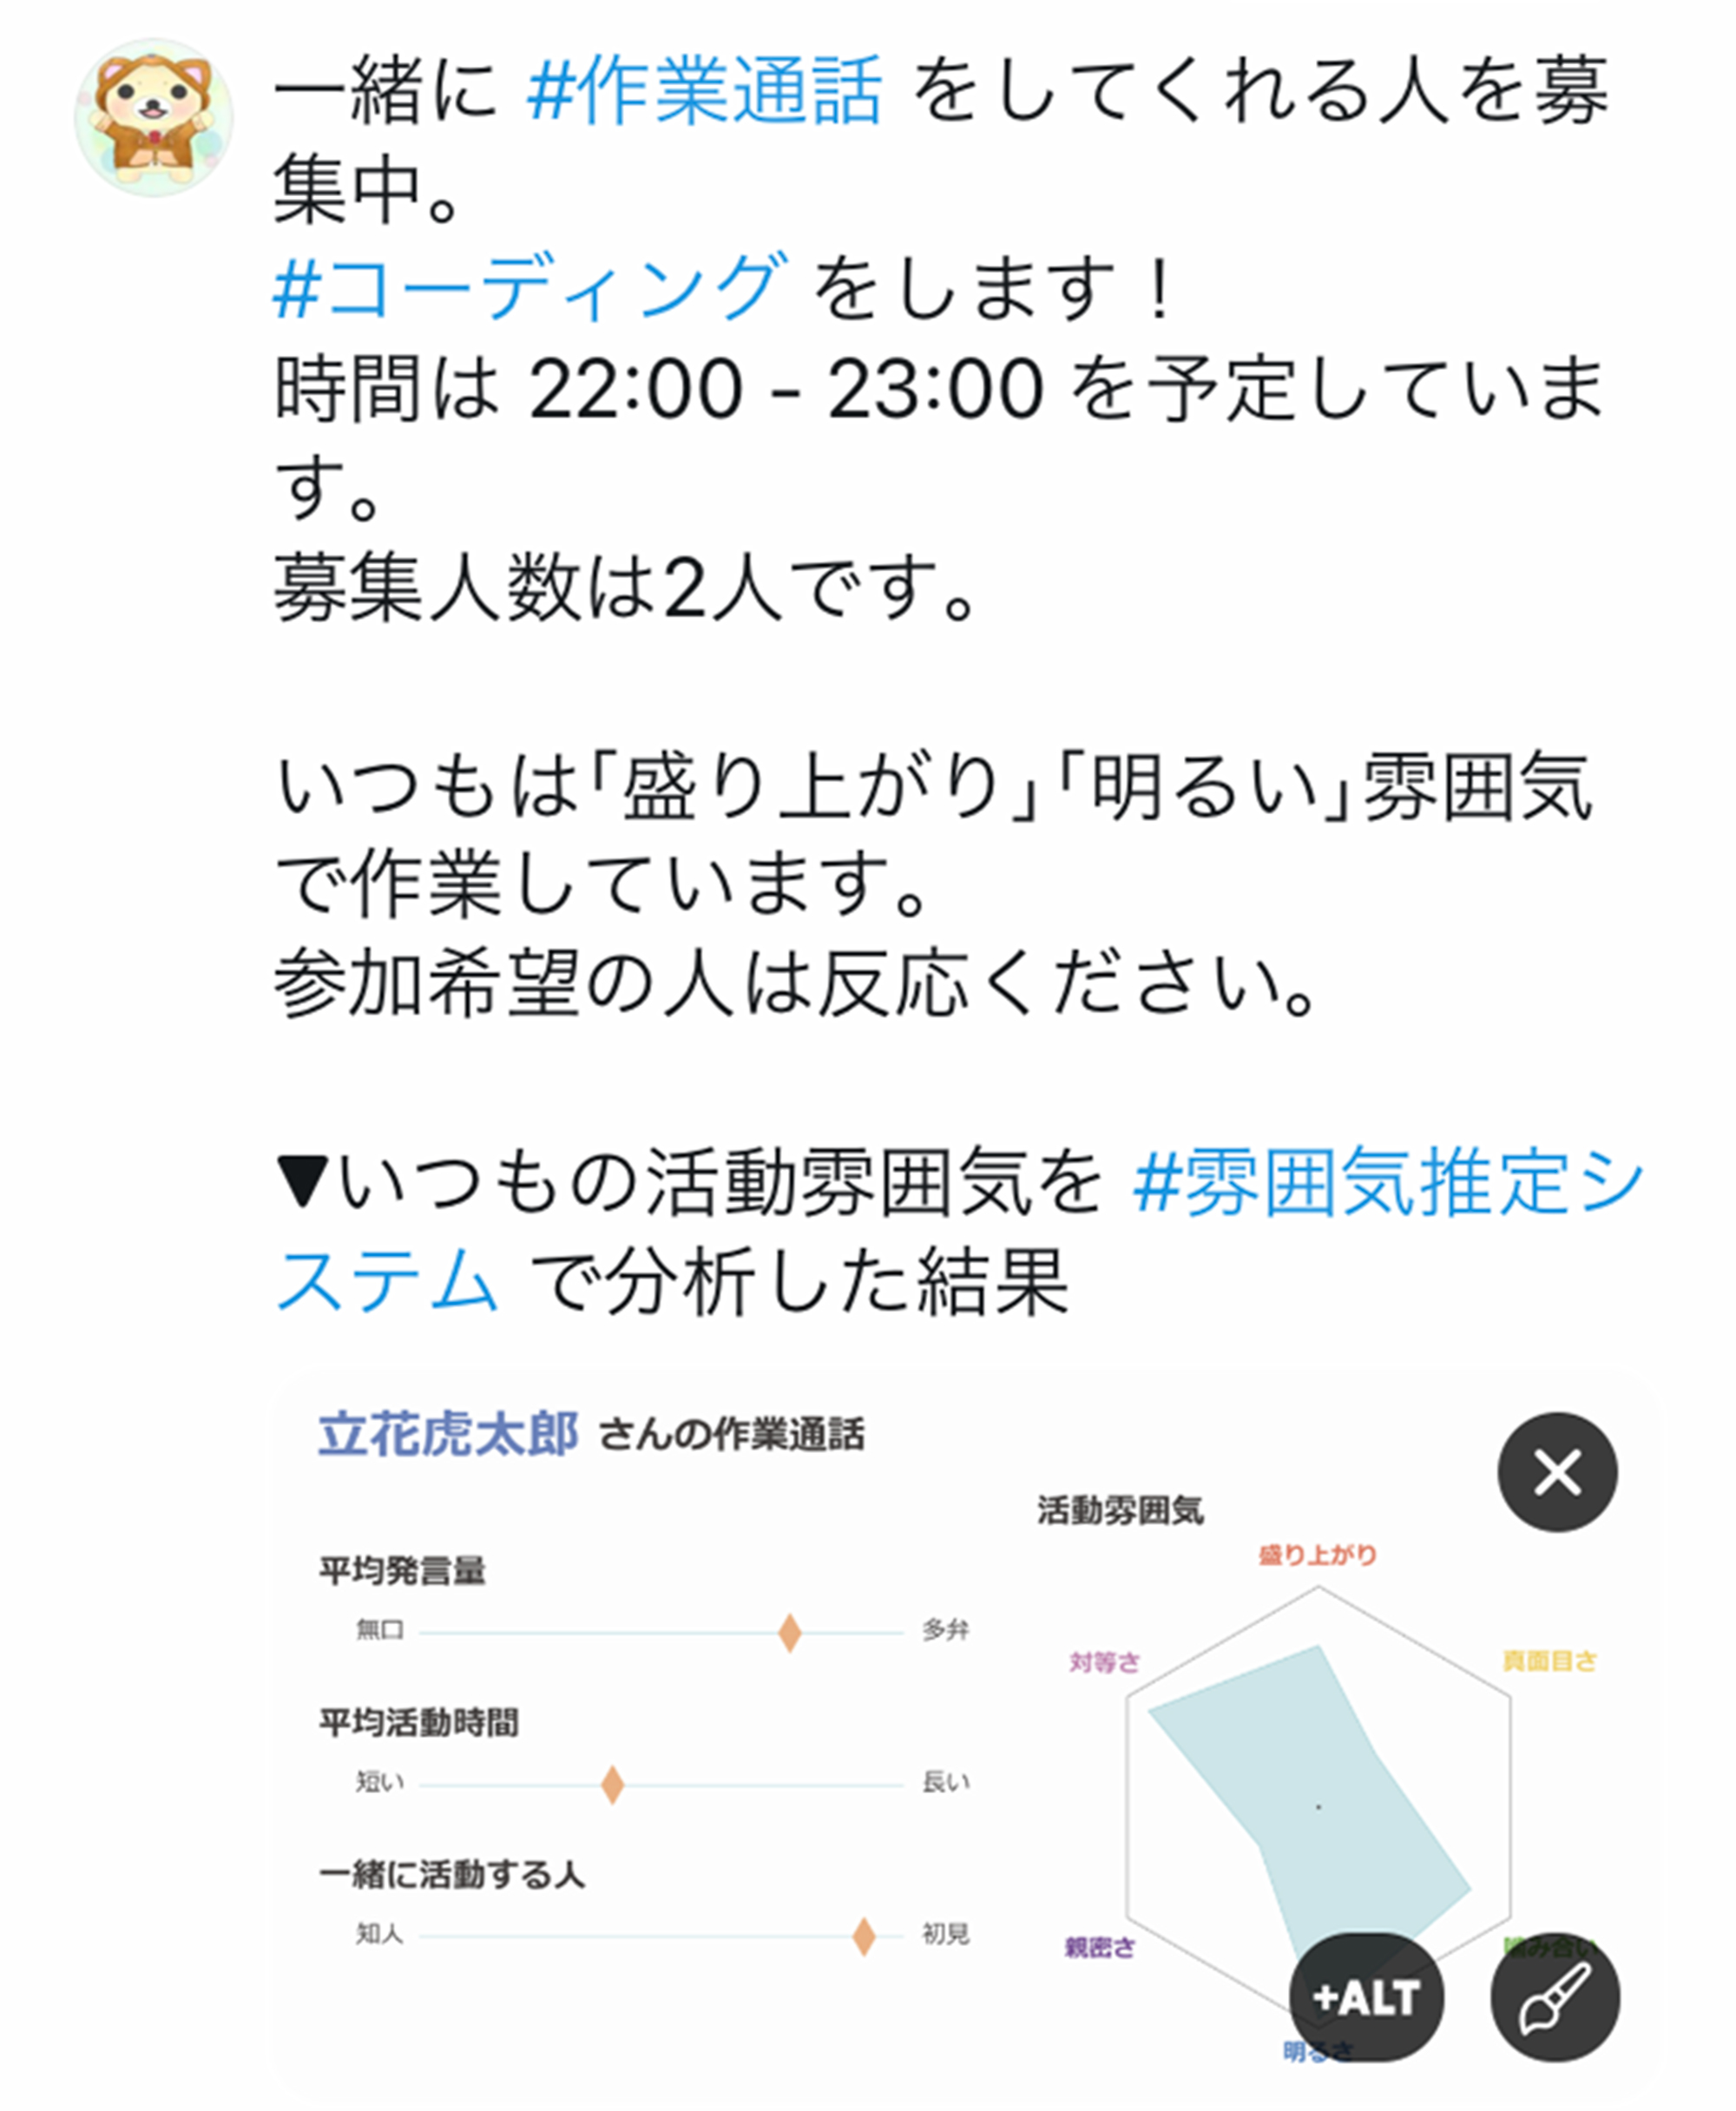 一緒に #作業通話 をしてくれる人を募
集中。
#コーディング をします！
時間は 22:00 - 23:00 を予定していま
す。
募集人数は2人です。
いつもは｢盛り上がり｣｢明るい｣雰囲気
で作業しています。
参加希望の人は反応ください。
▼いつもの活動雰囲気を #雰囲気推定シ
ステム で分析した結果
立花虎太郎 さんの作業通話
活動雰囲気
盛り上がり
平均発言量
無口 多弁
対等さ 真面目さ
平均活動時間
短い 長い
一緒に活動する人
知人 初見
親密さ 噛み合い
+ALT
明るさ